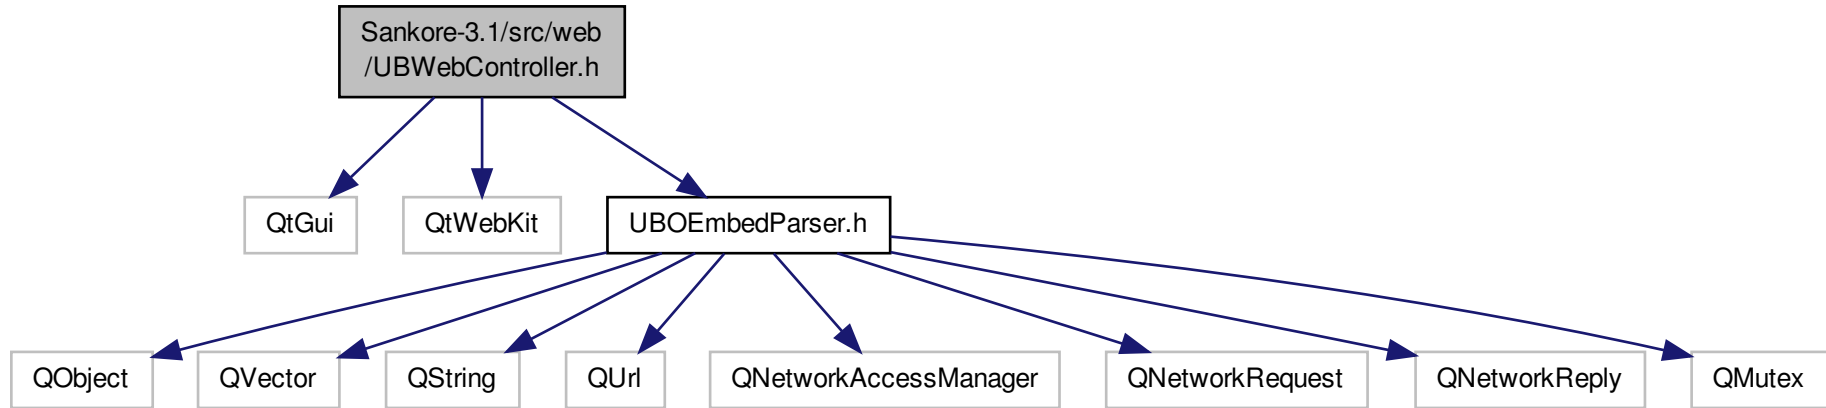 Sankore-3.1/src/web
/UBWebController.h
QtGui
QtWebKit
UBOEmbedParser.h
QObject
QVector
QString
QUrl
QNetworkAccessManager
QNetworkRequest
QNetworkReply
QMutex